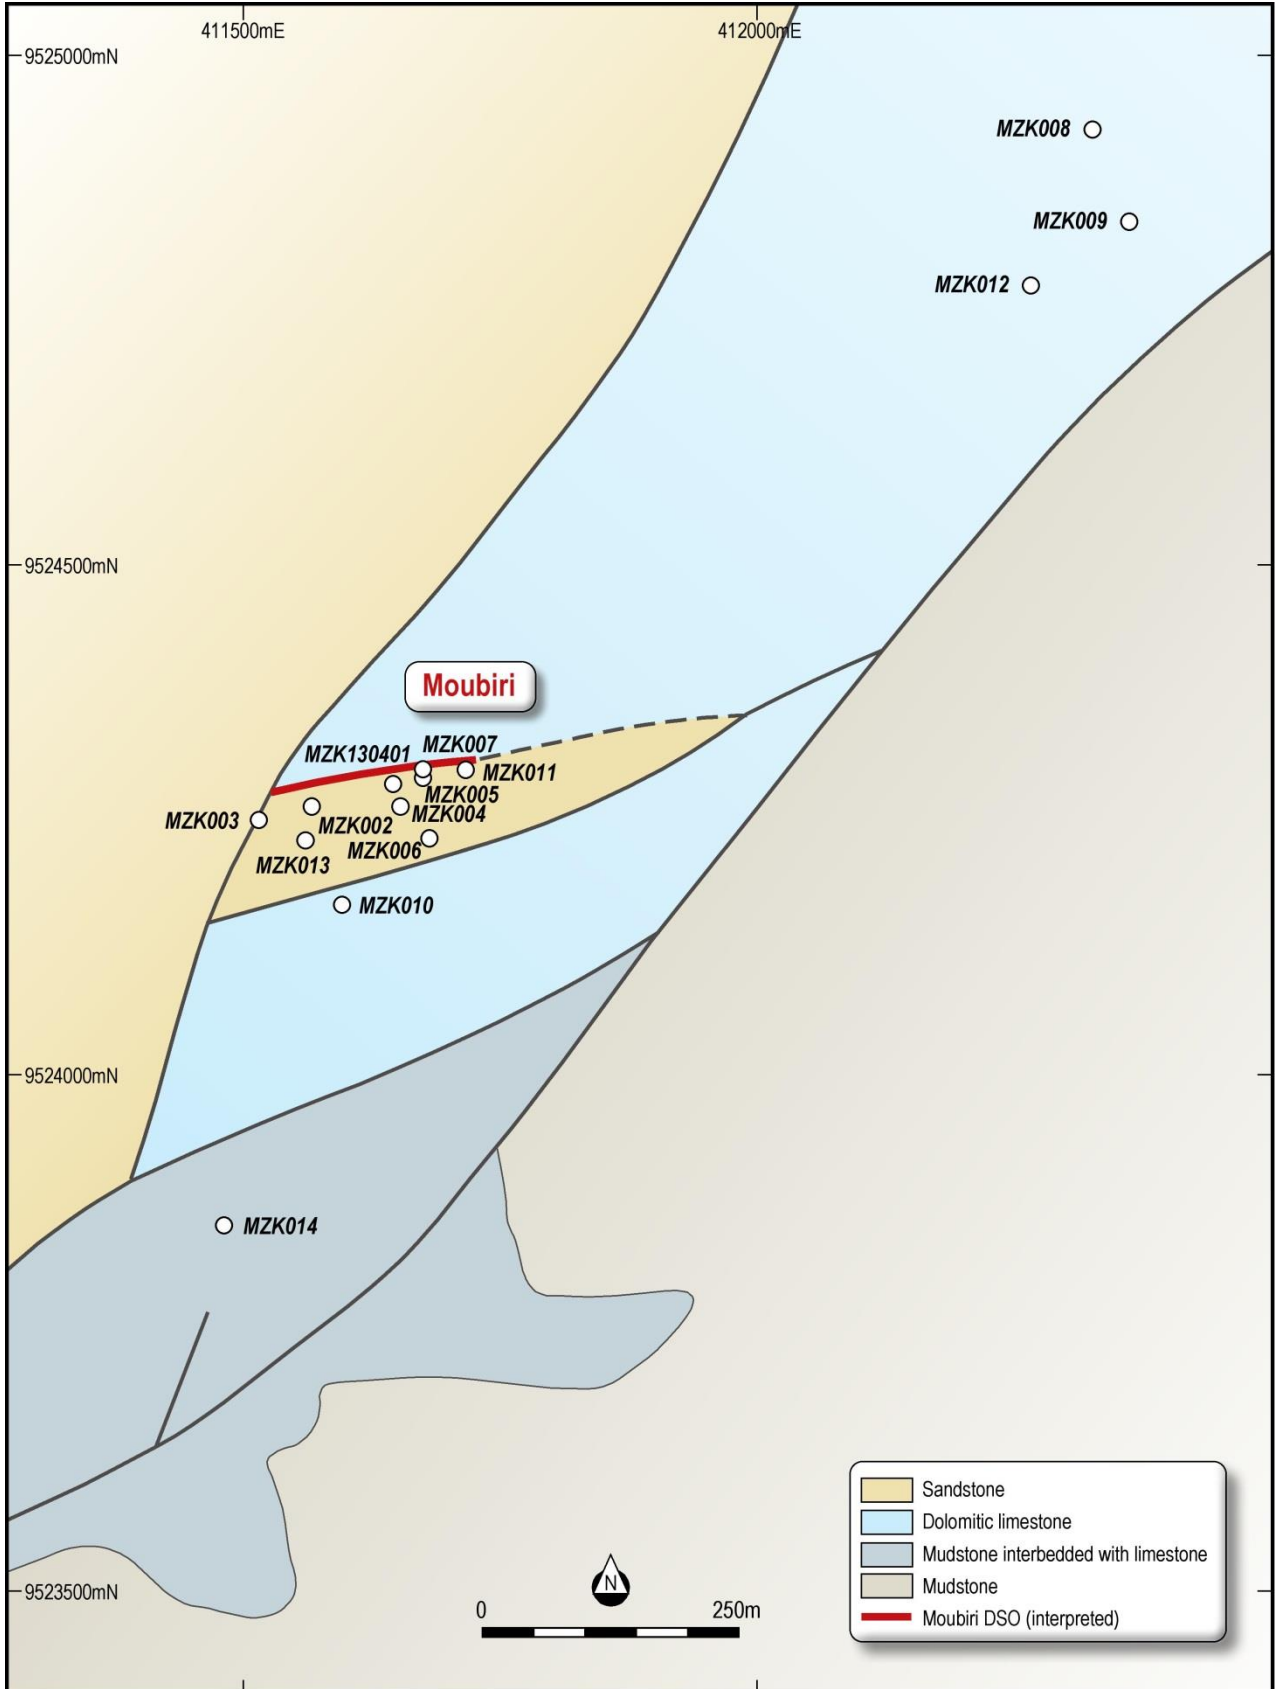 411500mE
412000mE
9525000mN
MZK008
MZK009
MZK012
9524500mN
Moubiri
MZK130401
MZK007
MZK011
MZK005
MZK004
MZK003
MZK002
MZK006
MZK013
MZK010
9524000mN
MZK014
Sandstone
Dolomitic limestone
Mudstone interbedded with limestone
Mudstone
Moubiri DSO (interpreted)
9523500mN
N
0
250m